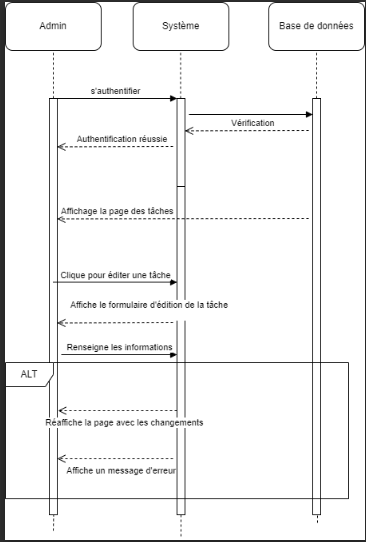 Admin
Système
Base de données
s'authentifier
Vérification
Authentification réussie
Affichage la page des tâches
Clique pour éditer une tâche
Affiche le formulaire d'édition de la tâche
Renseigne les informations
ALT
Réaffiche la page avec les changements
Affiche un message d'erreur